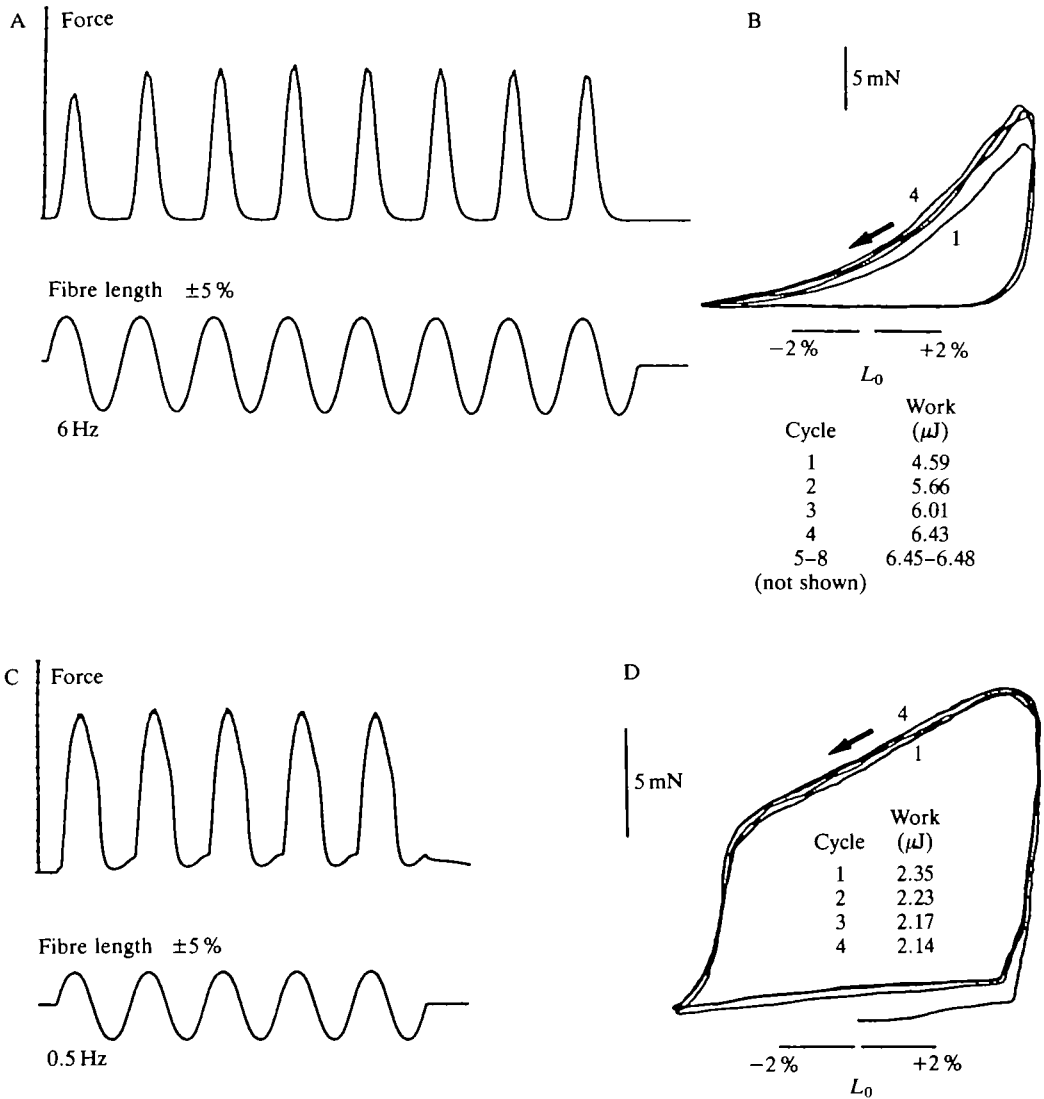 A
Force
Fibre length ±5 %
6 Hz
B
5 mN
4
1
−2 % +2 %
L₀
Work
Cycle (μJ)
1 4.59
2 5.66
3 6.01
4 6.43
5–8 6.45–6.48
(not shown)
C
Force
Fibre length ±5 %
0.5 Hz
D
5 mN
4
1
Work
Cycle (μJ)
1 2.35
2 2.23
3 2.17
4 2.14
−2 % +2 %
L₀